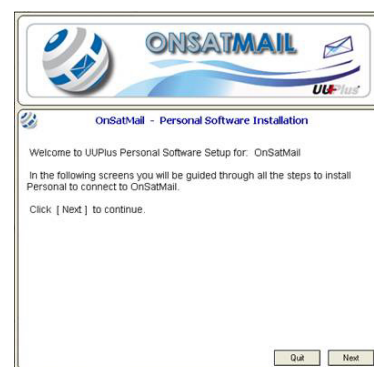 ONSATMAIL
UUPlus
OnSatMail - Personal Software Installation
Welcome to UUPlus Personal Software Setup for: OnSatMail
In the following screens you will be guided through all the steps to install
Personal to connect to OnSatMail.
Click [ Next ] to continue.
Quit Next